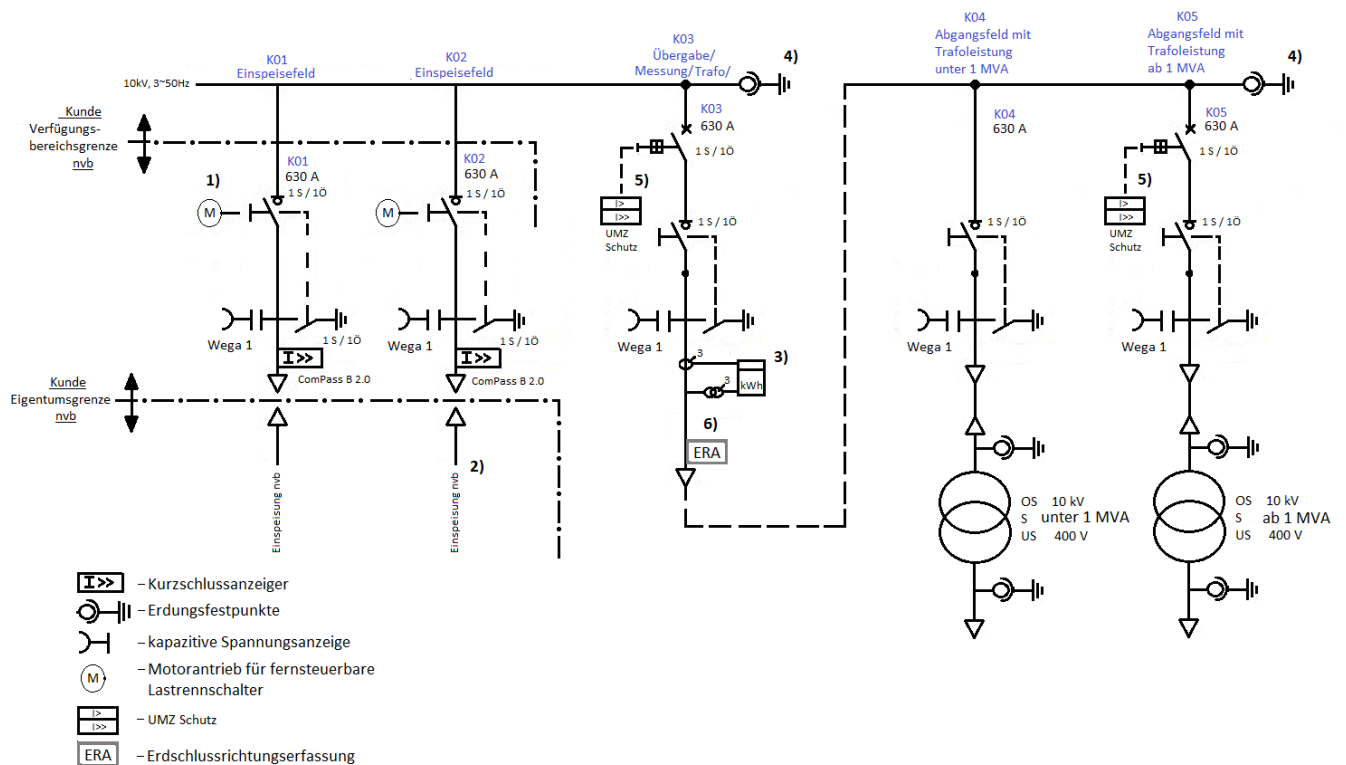 K01
Einspeisefeld
K02
Einspeisefeld
K03
Übergabe/
Messung/Trafo/
4)
K04
Abgangsfeld mit
Trafoleistung
unter 1 MVA
K05
Abgangsfeld mit
Trafoleistung
ab 1 MVA
4)
10kV, 3~50Hz
Kunde
Verfügungs-
bereichsgrenze
nvb
K01
630 A
1 S / 1Ö
1)
M
K02
630 A
1 S / 1Ö
M
K03
630 A
1 S / 1Ö
5)
I>
I>>
UMZ
Schutz
1 S / 1Ö
K04
630 A
1 S / 1Ö
K05
630 A
1 S / 1Ö
5)
I>
I>>
UMZ
Schutz
1 S / 1Ö
Wega 1
1 S / 1Ö
I>>
ComPass B 2.0
Wega 1
1 S / 1Ö
I>>
ComPass B 2.0
Wega 1
3
3
kWh
3)
6)
ERA
Wega 1
Wega 1
Kunde
Eigentumsgrenze
nvb
Einspeisung nvb
Einspeisung nvb
2)
OS 10 kV
S unter 1 MVA
US 400 V
OS 10 kV
S ab 1 MVA
US 400 V
I>> – Kurzschlussanzeiger
– Erdungsfestpunkte
– kapazitive Spannungsanzeige
M – Motorantrieb für fernsteuerbare
Lastrennschalter
I>
I>>
– UMZ Schutz
ERA – Erdschlussrichtungserfassung